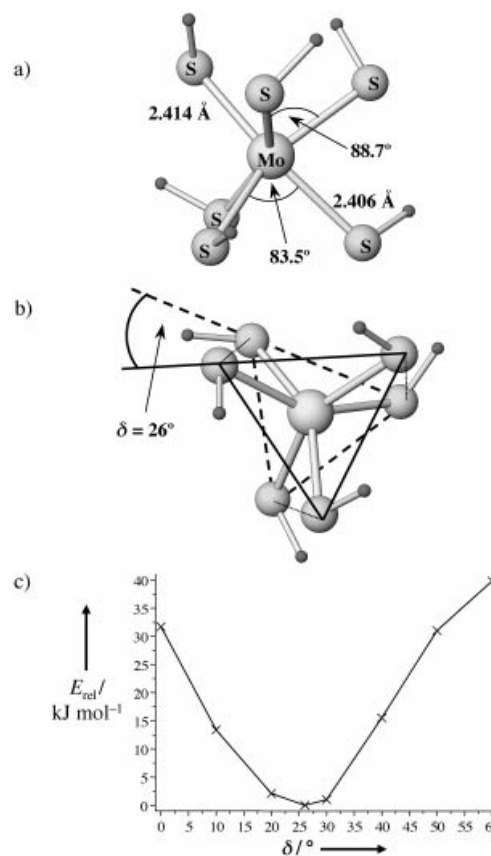 a)
S
S
S
2.414 Å
Mo
88.7°
2.406 Å
S
S
83.5°
S
b)
δ = 26°
c)
E_rel /
kJ mol⁻¹
40
35
30
25
20
15
10
5
0
0.0 5 10 15 20 25 30 35 40 45 50 55 60
δ / °